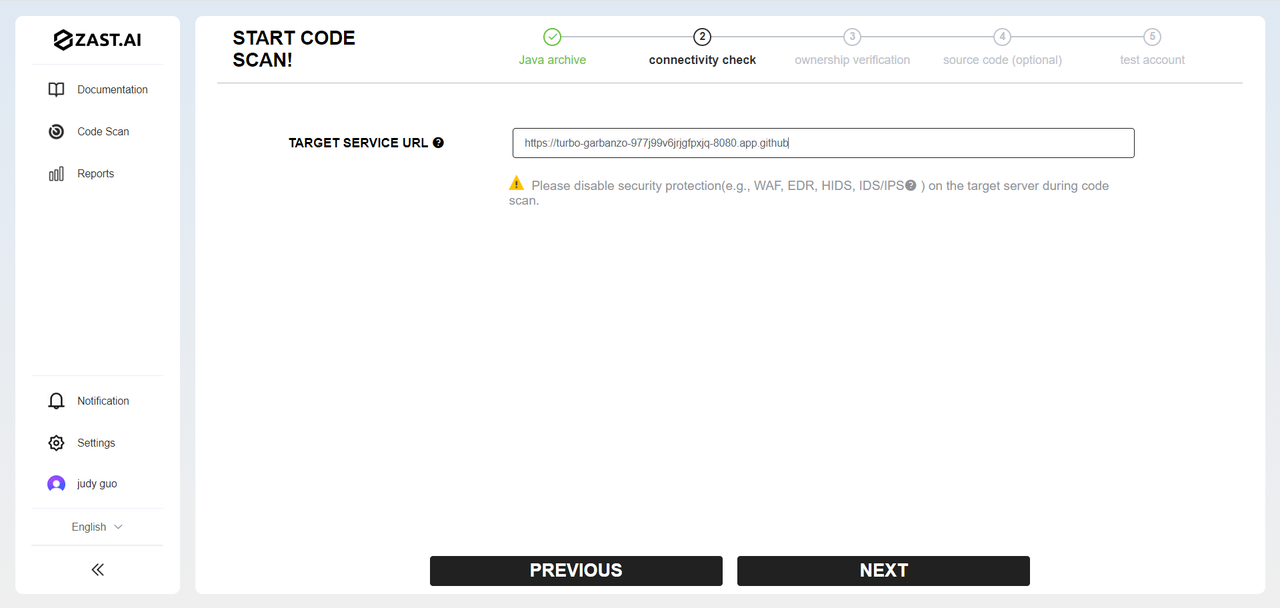 ZAST.AI
Documentation
Code Scan
Reports
Notification
Settings
judy guo
English
START CODE
SCAN!
2
3
4
5
Java archive
connectivity check
ownership verification
source code (optional)
test account
TARGET SERVICE URL ?
https://turbo-garbanzo-977j99v6jrjgfpxjq-8080.app.github
Please disable security protection(e.g., WAF, EDR, HIDS, IDS/IPS? ) on the target server during code
scan.
PREVIOUS
NEXT